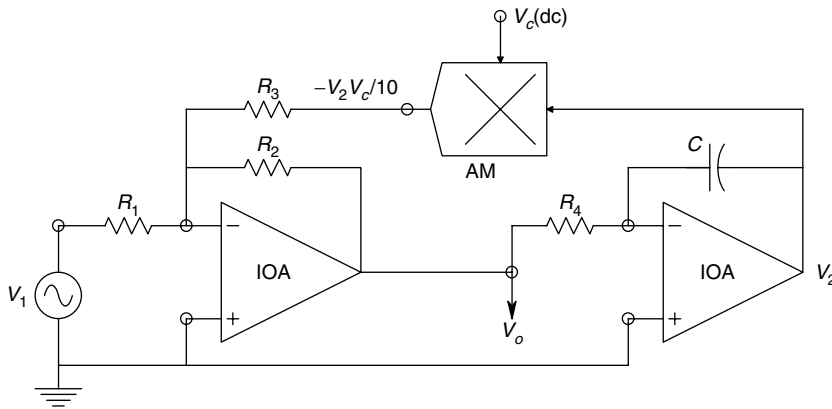 V_c(dc)
R_3
−V_2V_c/10
R_2
AM
C
R_1
R_4
−
−
IOA
IOA
V_1
V_2
+
+
V_o